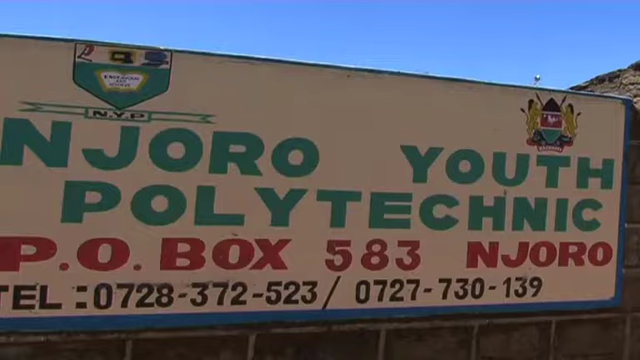 N.Y.P
NJORO YOUTH
POLYTECHNIC
P.O. BOX 583 NJORO
TEL :0728-372-523/ 0727-730-139